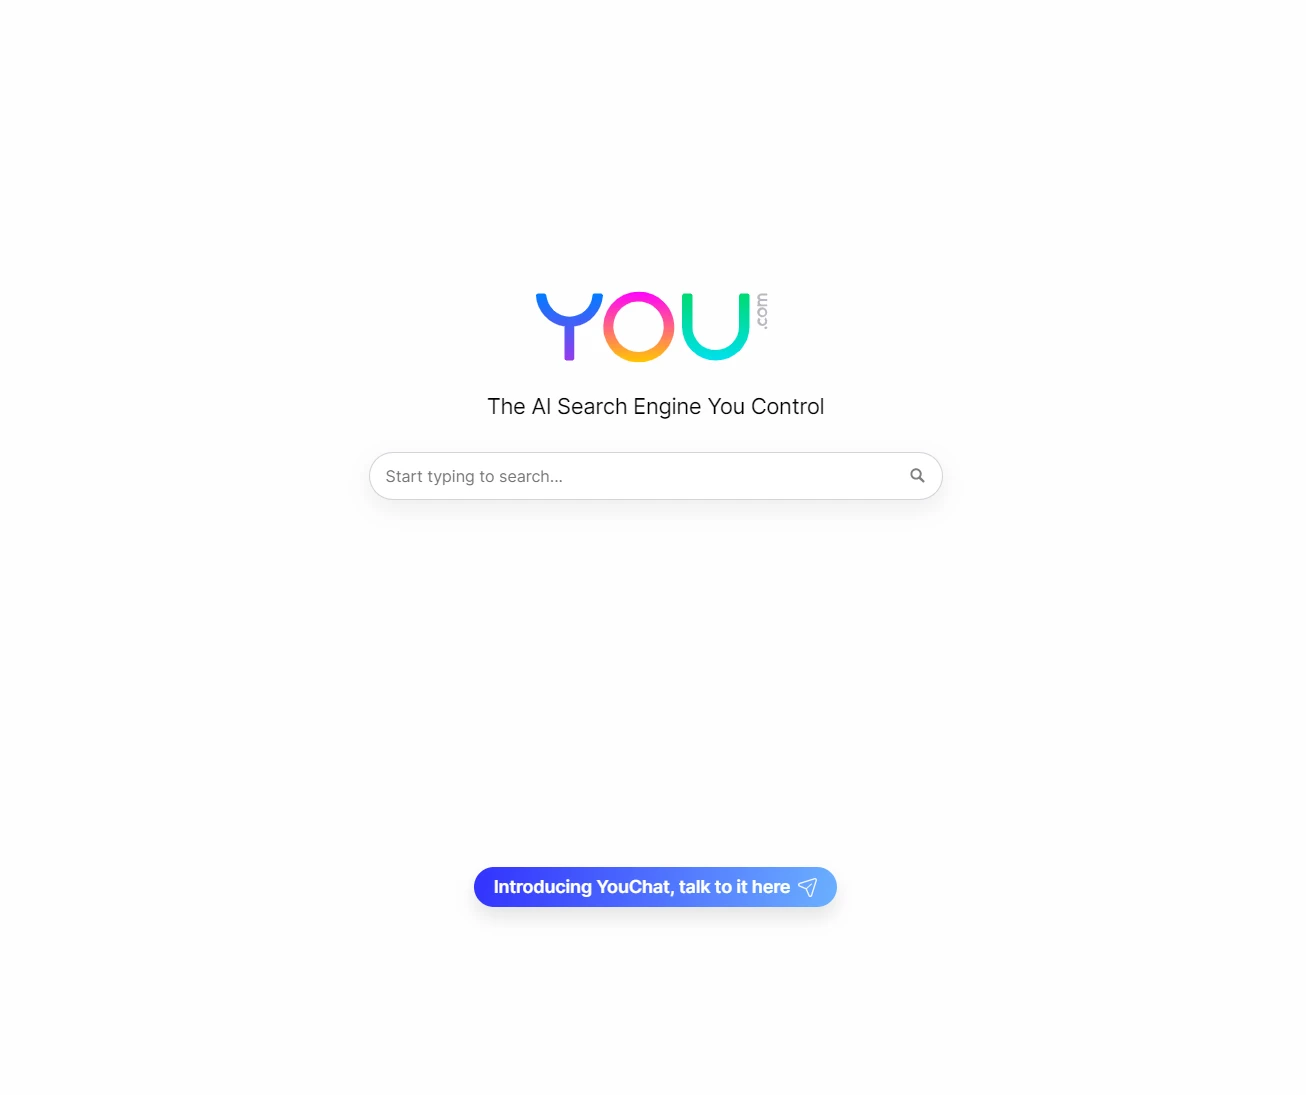 YOU.com
The AI Search Engine You Control
Start typing to search...
Introducing YouChat, talk to it here